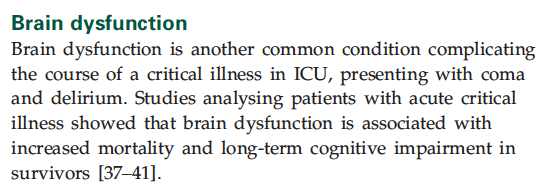 Brain dysfunction
Brain dysfunction is another common condition complicating
the course of a critical illness in ICU, presenting with coma
and delirium. Studies analysing patients with acute critical
illness showed that brain dysfunction is associated with
increased mortality and long-term cognitive impairment in
survivors [37–41].